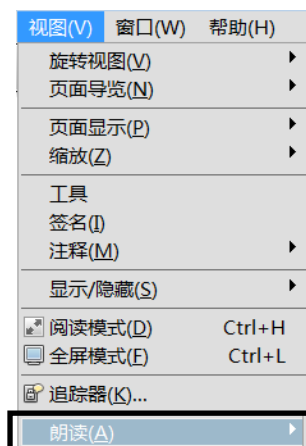 视图(V) 窗口(W) 帮助(H)
旋转视图(V)
页面导览(N)
页面显示(P)
缩放(Z)
工具
签名(I)
注释(M)
显示/隐藏(S)
阅读模式(D) Ctrl+H
全屏模式(F) Ctrl+L
追踪器(K)...
朗读(A)